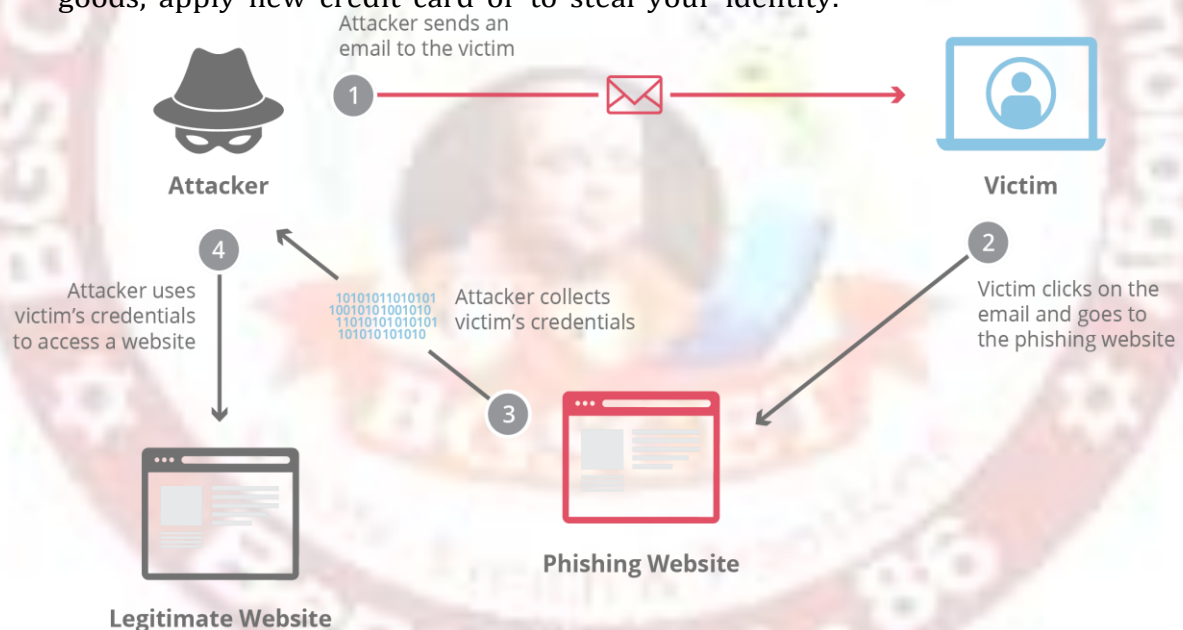 goods, apply new credit card or to steal your identity.
Attacker sends an
email to the victim
1
Attacker
Victim
4
2
Attacker uses
victim's credentials
to access a website
10101011010101
10010101001010
11010101010101
101010101010
Attacker collects
victim's credentials
Victim clicks on the
email and goes to
the phishing website
3
Phishing Website
Legitimate Website
BGS